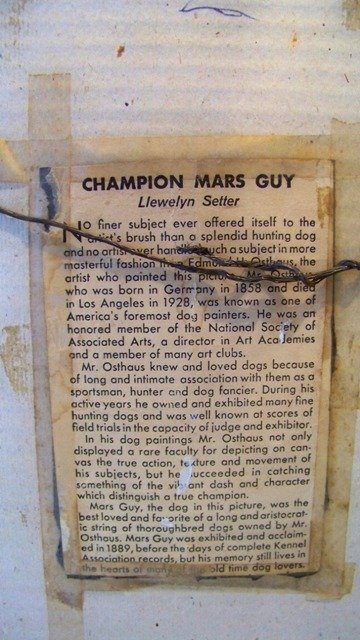 CHAMPION MARS GUY
Llewelyn Setter
No finer subject ever offered itself to the
artist's brush than a splendid hunting dog
and no artist ever handled such a subject in more
masterful fashion than Edmund H. Osthaus, the
artist who painted this picture. Mr. Osthaus,
who was born in Germany in 1858 and died
in Los Angeles in 1928, was known as one of
America's foremost dog painters. He was an
honored member of the National Society of
Associated Arts, a director in Art Academies
and a member of many art clubs.
Mr. Osthaus knew and loved dogs because
of long and intimate association with them as a
sportsman, hunter and dog fancier. During his
active years he owned and exhibited many fine
hunting dogs and was well known at scores of
field trials in the capacity of judge and exhibitor.
In his dog paintings Mr. Osthaus not only
displayed a rare faculty for depicting on can-
vas the true action, texture and movement of
his subjects, but he succeeded in catching
something of the vibrant dash and character
which distinguish a true champion.
Mars Guy, the dog in this picture, was the
best loved and favorite of a long and aristocrat-
ic string of thoroughbred dogs owned by Mr.
Osthaus. Mars Guy was exhibited and acclaim-
ed in 1889, before the days of complete Kennel
Association records, but his memory still lives in
the hearts of many of the old time dog lovers.